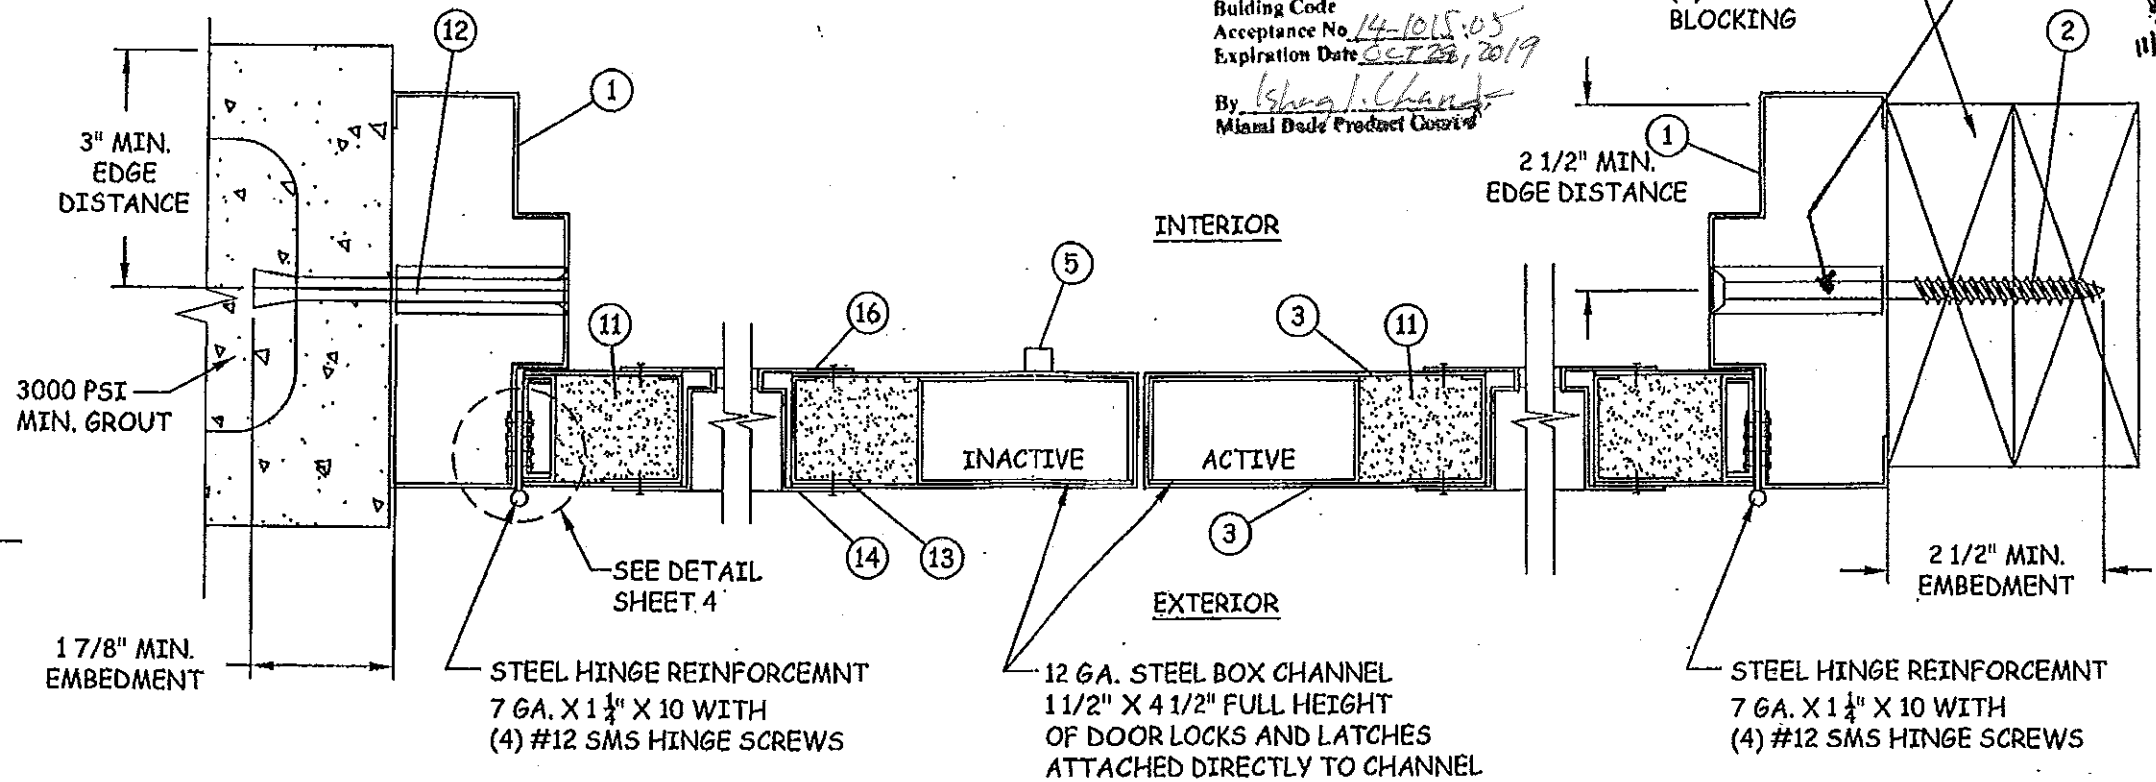 Bulding Code
Acceptance No 14-1015.05
Expiration Date OCT 28, 2019
By Ishaq I. Chanda
Miami Dade Product Control
BLOCKING
12
1
2
3" MIN.
EDGE
DISTANCE
1
2 1/2" MIN.
EDGE DISTANCE
INTERIOR
5
11
16
3
11
3000 PSI
MIN. GROUT
INACTIVE
ACTIVE
3
14
13
SEE DETAIL
SHEET 4
EXTERIOR
2 1/2" MIN.
EMBEDMENT
1 7/8" MIN.
EMBEDMENT
STEEL HINGE REINFORCEMNT
7 GA. X 1 1/4" X 10 WITH
(4) #12 SMS HINGE SCREWS
12 GA. STEEL BOX CHANNEL
1 1/2" X 4 1/2" FULL HEIGHT
OF DOOR LOCKS AND LATCHES
ATTACHED DIRECTLY TO CHANNEL
STEEL HINGE REINFORCEMNT
7 GA. X 1 1/4" X 10 WITH
(4) #12 SMS HINGE SCREWS